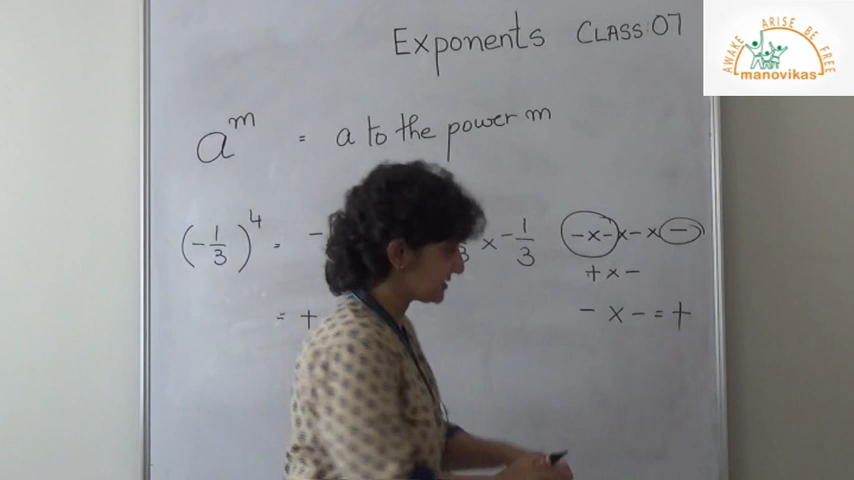 Exponents CLASS:07
AWAKE ARISE BE FREE
manovikas
a^m = a to the power m
(-1/3)^4 = - 3 × -1/3 -×-×-×-
+ × -
= + - × - = +